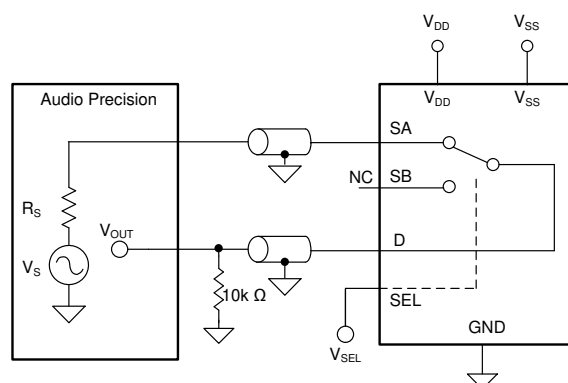 V_DD
V_SS
Audio Precision
V_DD
V_SS
SA
NC
SB
R_S
V_OUT
V_S
D
10k Ω
SEL
GND
V_SEL